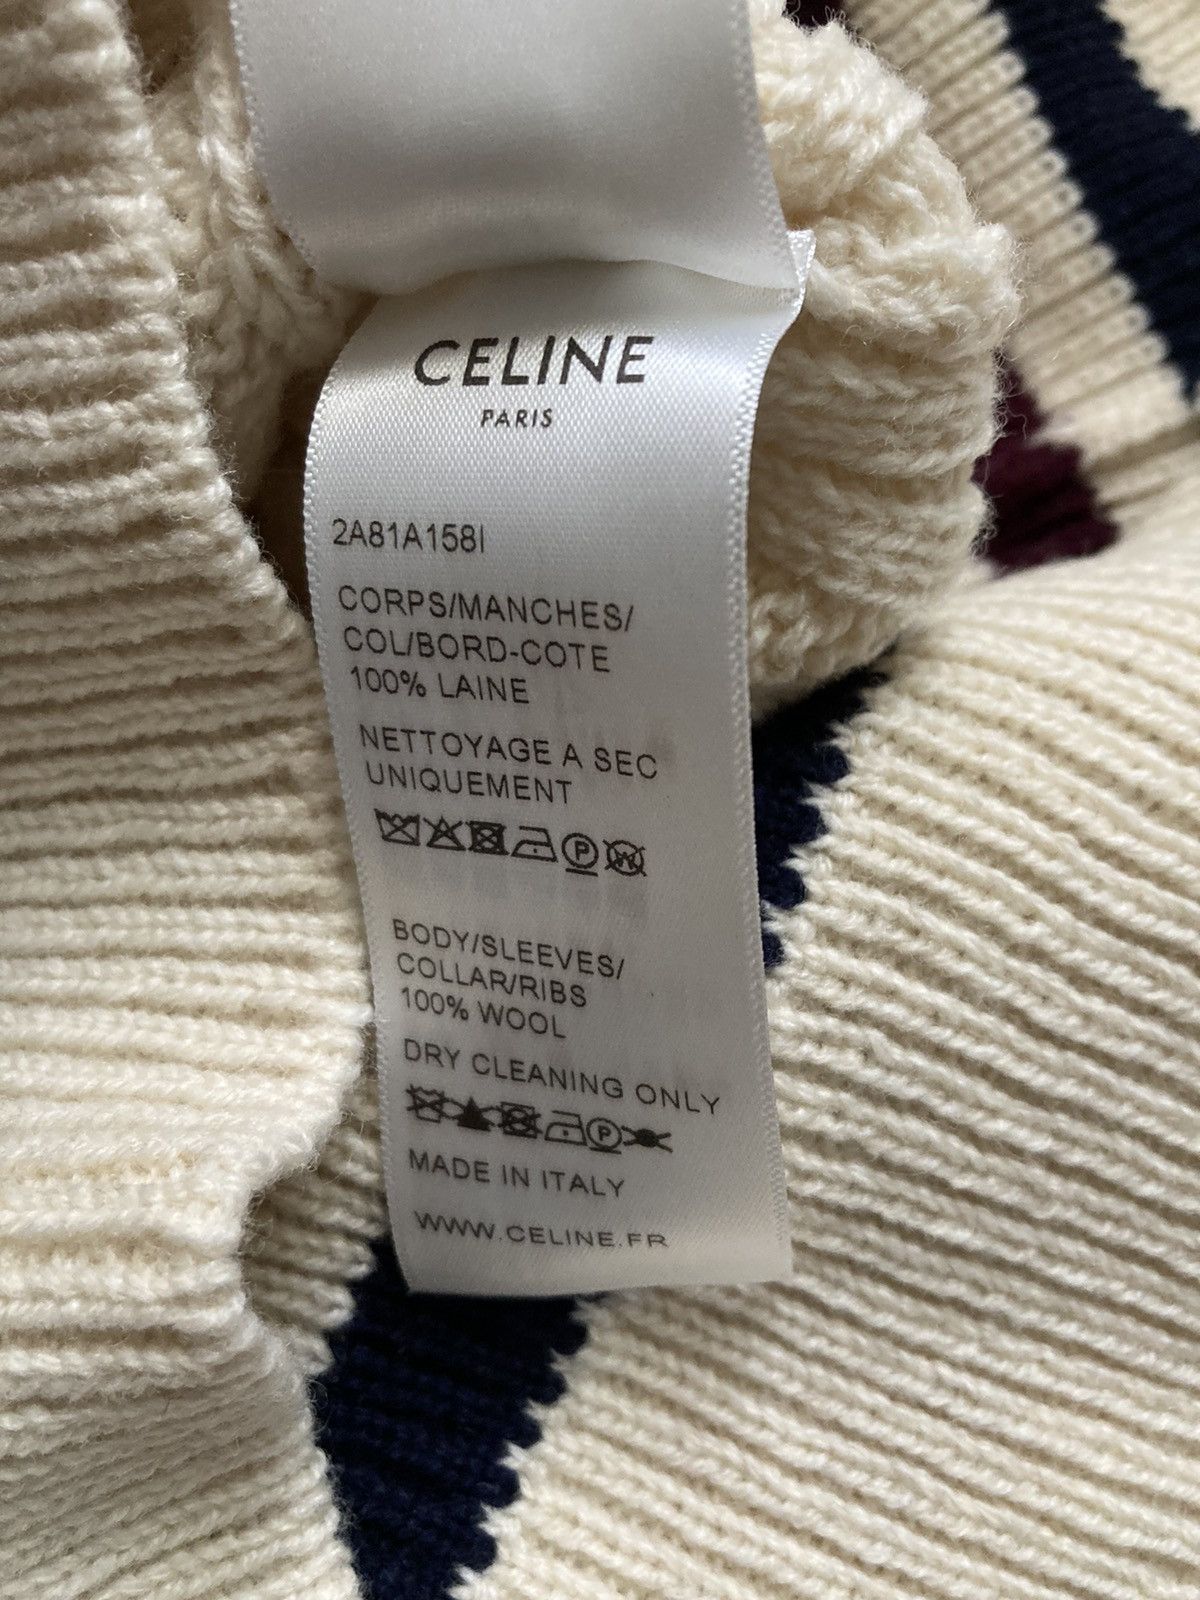 CELINE
PARIS
2A81A158I
CORPS/MANCHES/
COL/BORD-COTE
100% LAINE
NETTOYAGE A SEC
UNIQUEMENT
P W
BODY/SLEEVES/
COLLAR/RIBS
100% WOOL
DRY CLEANING ONLY
P
MADE IN ITALY
WWW.CELINE.FR